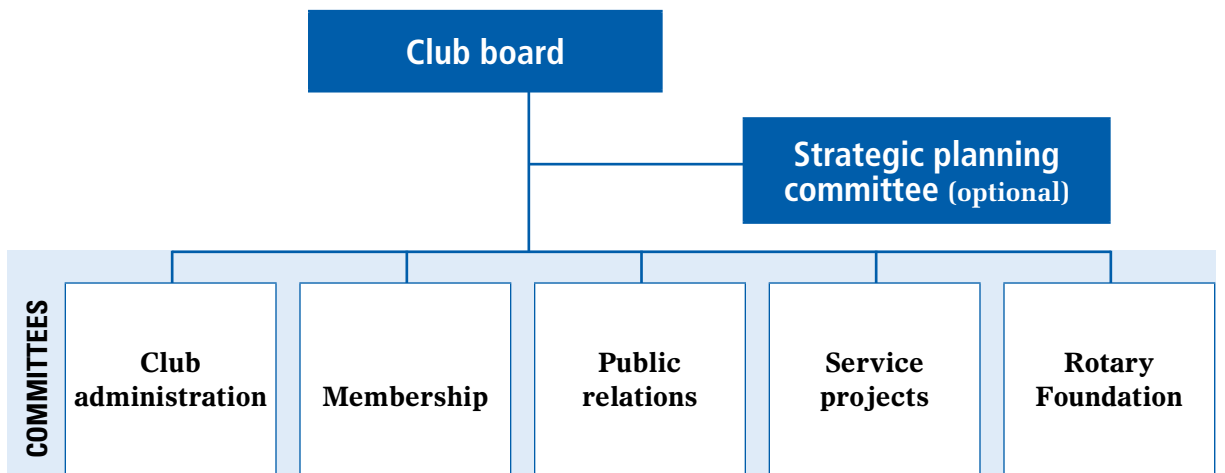 Club board
Strategic planning
committee (optional)
COMMITTEES
Club
administration
Membership
Public
relations
Service
projects
Rotary
Foundation